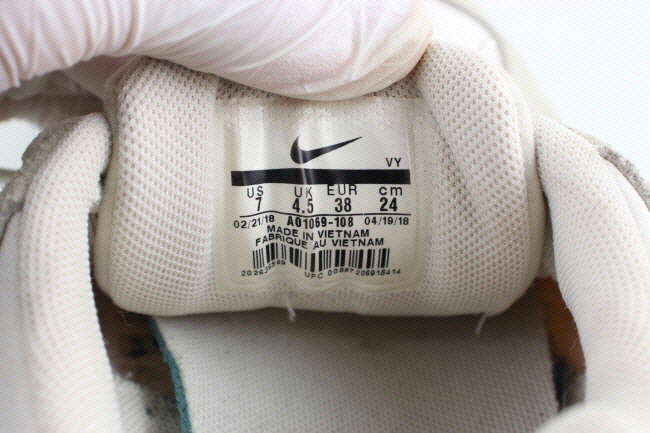 VY
US UK EUR cm
7 4.5 38 24
02/21/18 AO1069-108 04/19/18
MADE IN VIETNAM
FABRIQUE AU VIETNAM
UPC 00887226918414